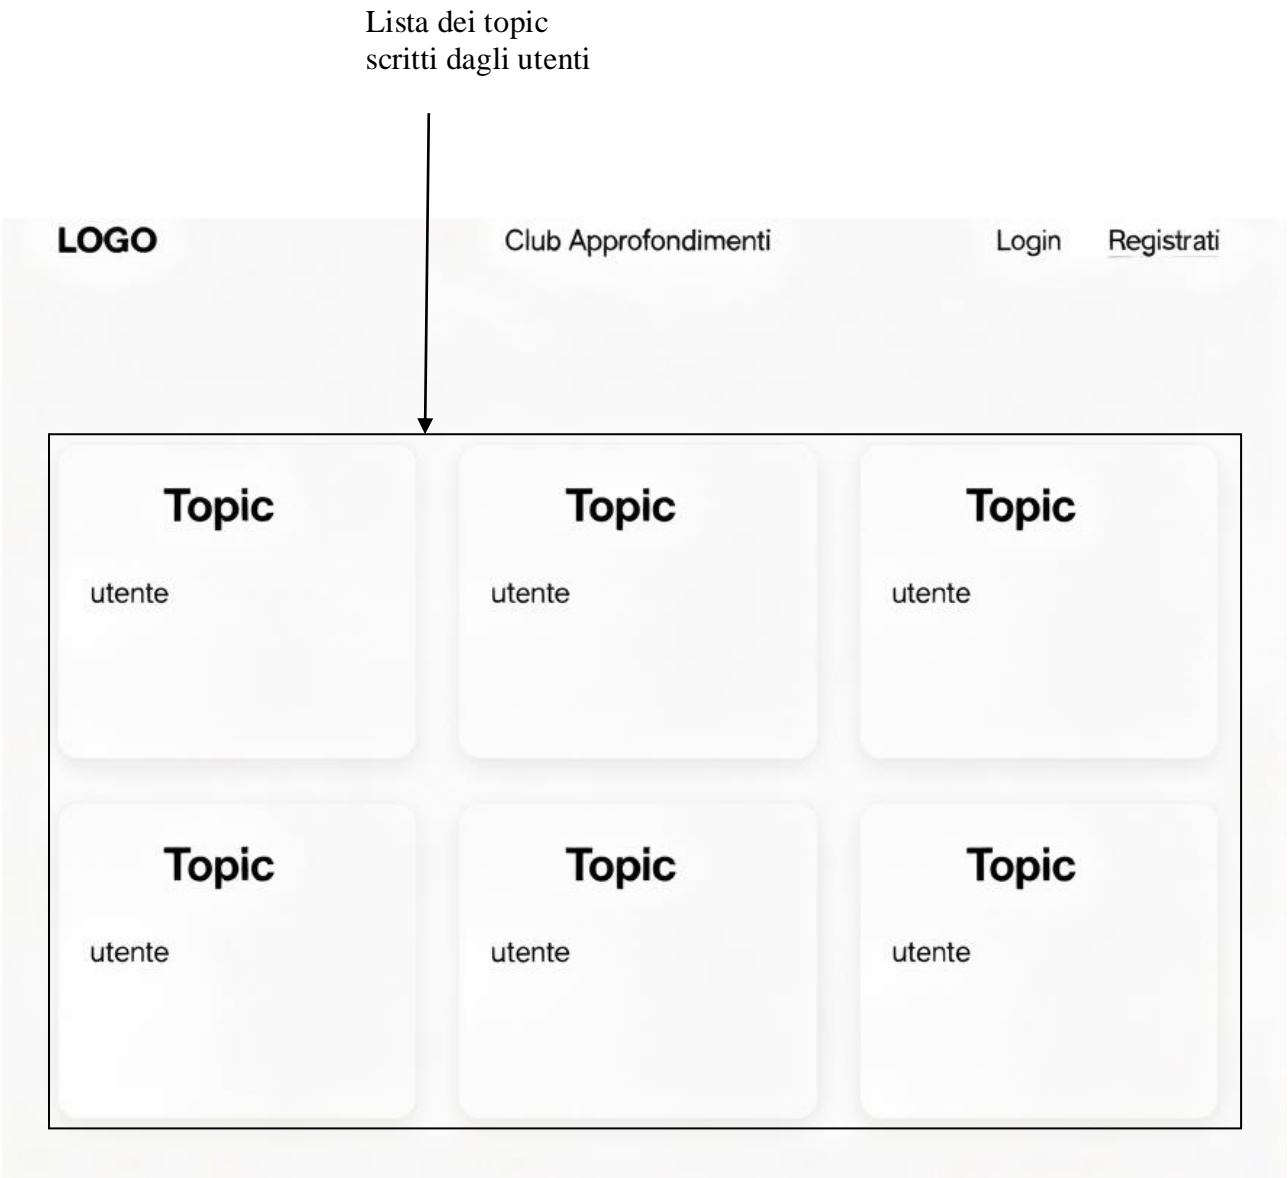 Lista dei topic
scritti dagli utenti
LOGO Club Approfondimenti Login Registrati
Topic Topic Topic
utente utente utente
Topic Topic Topic
utente utente utente